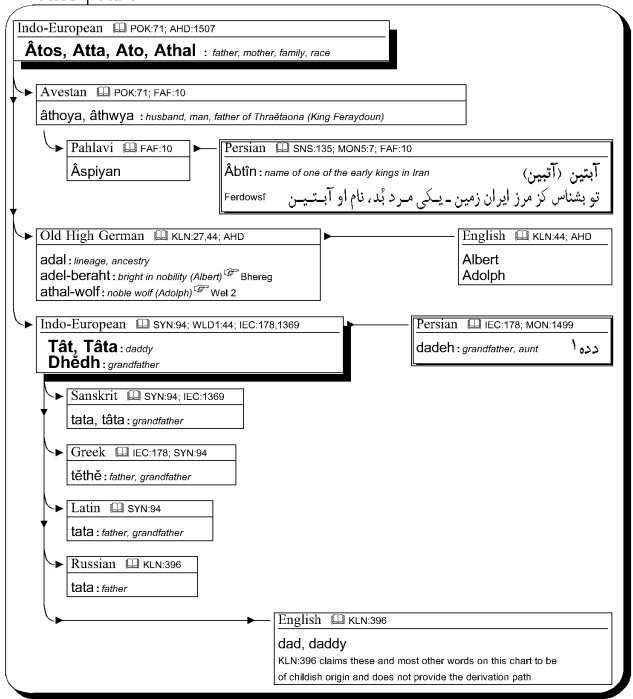 Indo-European POK:71; AHD:1507
Âtos, Atta, Ato, Athal : father, mother, family, race
Avestan POK:71; FAF:10
âthoya, âthwya : husband, man, father of Thraétaona (King Feraydoun)
Pahlavi FAF:10
Âspiyan
Persian SNS:135; MON5:7; FAF:10
Âbtîn : name of one of the early kings in Iran آبتین (آتبین)
Ferdowsî تو بشناس کز مرز ایران زمین - یکی مرد بُد، نام او آبتین
Old High German KLN:27,44; AHD
adal : lineage, ancestry
adel-beraht : bright in nobility (Albert) Bhereg
athal-wolf : noble wolf (Adolph) Wel 2
English KLN:44; AHD
Albert
Adolph
Indo-European SYN:94; WLD1:44; IEC:178,1369
Tât, Tâta : daddy
Dhĕdh : grandfather
Persian IEC:178; MON:1499
dadeh : grandfather, aunt دده ۱
Sanskrit SYN:94; IEC:1369
tata, tâta : grandfather
Greek IEC:178; SYN:94
tĕthĕ : father, grandfather
Latin SYN:94
tata : father, grandfather
Russian KLN:396
tata : father
English KLN:396
dad, daddy
KLN:396 claims these and most other words on this chart to be
of childish origin and does not provide the derivation path